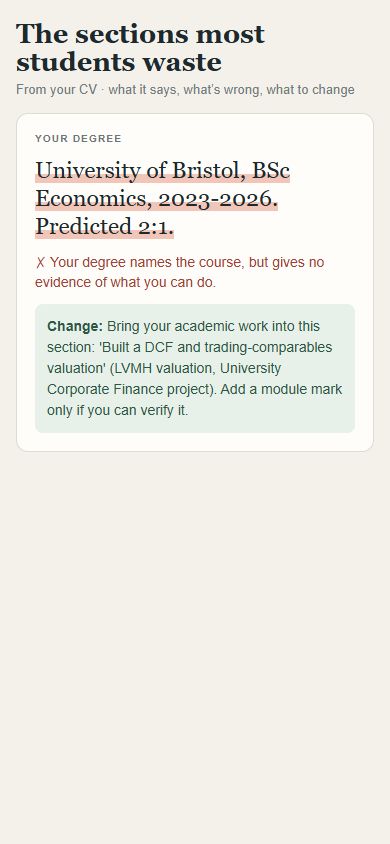 The sections most
students waste
From your CV · what it says, what's wrong, what to change
YOUR DEGREE
University of Bristol, BSc
Economics, 2023-2026.
Predicted 2:1.
✗ Your degree names the course, but gives no
evidence of what you can do.
Change: Bring your academic work into this
section: 'Built a DCF and trading-comparables
valuation' (LVMH valuation, University
Corporate Finance project). Add a module mark
only if you can verify it.